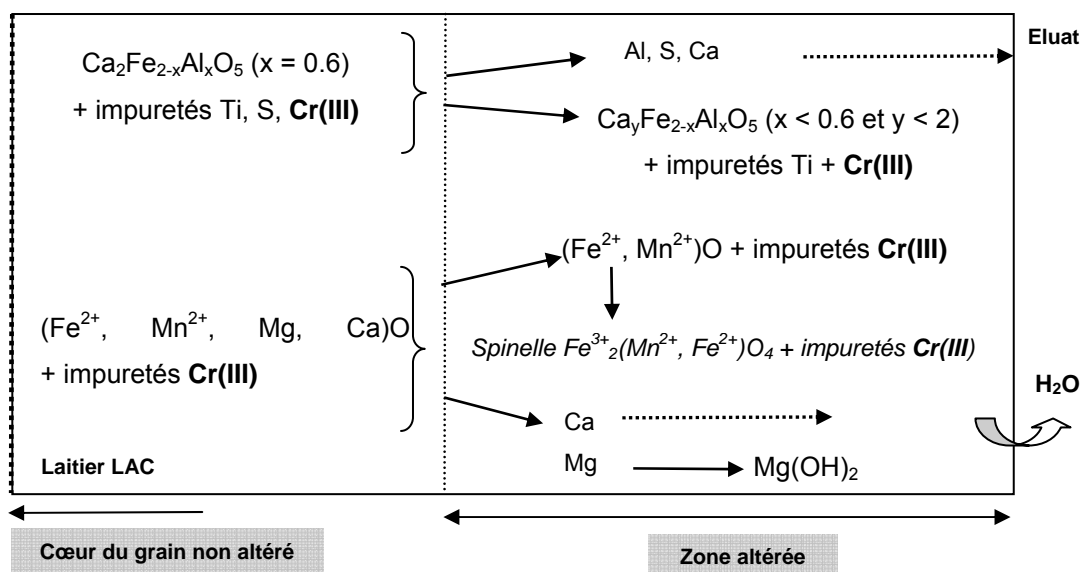 Eluat
Ca₂Fe₂₋ₓAlₓO₅ (x = 0.6)
+ impuretés Ti, S, Cr(III)
Al, S, Ca
CaᵧFe₂₋ₓAlₓO₅ (x < 0.6 et y < 2)
+ impuretés Ti + Cr(III)
(Fe²⁺, Mn²⁺)O + impuretés Cr(III)
(Fe²⁺, Mn²⁺, Mg, Ca)O
+ impuretés Cr(III)
Spinelle Fe³⁺₂(Mn²⁺, Fe²⁺)O₄ + impuretés Cr(III)
H₂O
Ca
Mg
Mg(OH)₂
Laitier LAC
Cœur du grain non altéré
Zone altérée